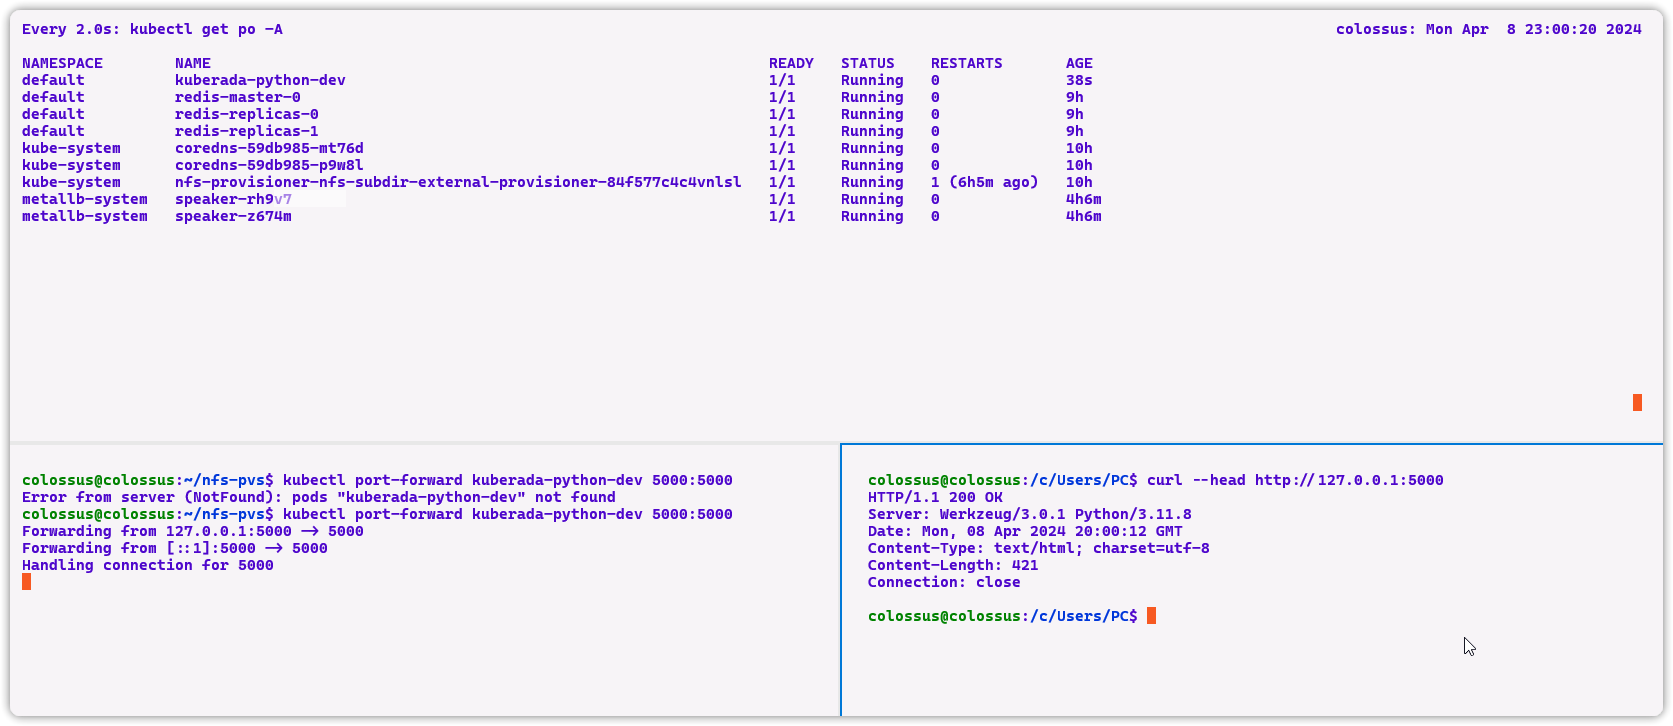 Every 2.0s: kubectl get po -A colossus: Mon Apr  8 23:00:20 2024
NAMESPACE NAME READY STATUS RESTARTS AGE
default kuberada-python-dev 1/1 Running 0 38s
default redis-master-0 1/1 Running 0 9h
default redis-replicas-0 1/1 Running 0 9h
default redis-replicas-1 1/1 Running 0 9h
kube-system coredns-59db985-mt76d 1/1 Running 0 10h
kube-system coredns-59db985-p9w8l 1/1 Running 0 10h
kube-system nfs-provisioner-nfs-subdir-external-provisioner-84f577c4c4vnlsl 1/1 Running 1 (6h5m ago) 10h
metallb-system speaker-rh9v7 1/1 Running 0 4h6m
metallb-system speaker-z674m 1/1 Running 0 4h6m
colossus@colossus:~/nfs-pvs$ kubectl port-forward kuberada-python-dev 5000:5000
Error from server (NotFound): pods "kuberada-python-dev" not found
colossus@colossus:~/nfs-pvs$ kubectl port-forward kuberada-python-dev 5000:5000
Forwarding from 127.0.0.1:5000 -> 5000
Forwarding from [::1]:5000 -> 5000
Handling connection for 5000
colossus@colossus:/c/Users/PC$ curl --head http://127.0.0.1:5000
HTTP/1.1 200 OK
Server: Werkzeug/3.0.1 Python/3.11.8
Date: Mon, 08 Apr 2024 20:00:12 GMT
Content-Type: text/html; charset=utf-8
Content-Length: 421
Connection: close
colossus@colossus:/c/Users/PC$